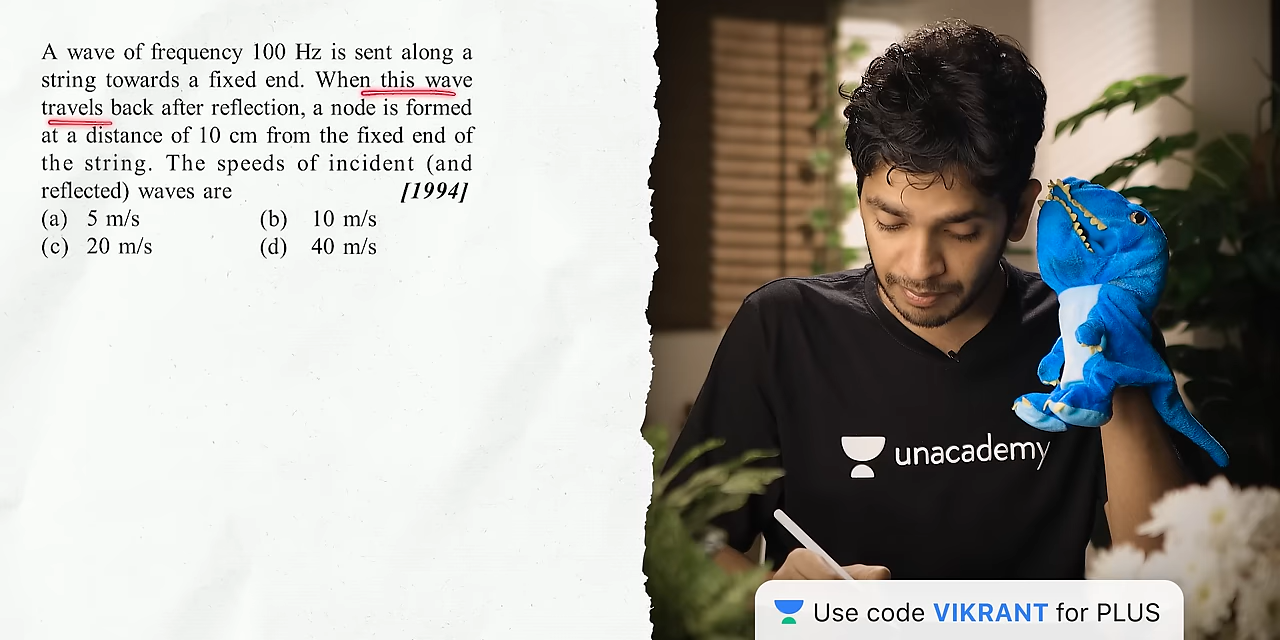 A wave of frequency 100 Hz is sent along a
string towards a fixed end. When this wave
travels back after reflection, a node is formed
at a distance of 10 cm from the fixed end of
the string. The speeds of incident (and
reflected) waves are [1994]
(a) 5 m/s (b) 10 m/s
(c) 20 m/s (d) 40 m/s
unacademy
Use code VIKRANT for PLUS